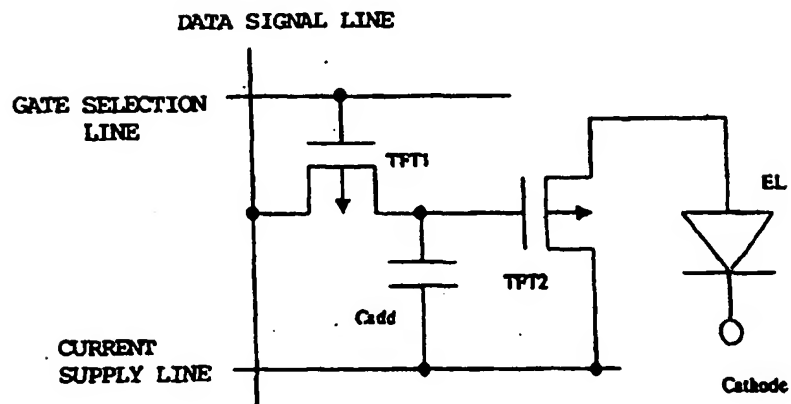 DATA SIGNAL LINE
GATE SELECTION
LINE
TFT1
EL
TFT2
Cadd
CURRENT
SUPPLY LINE
Cathode